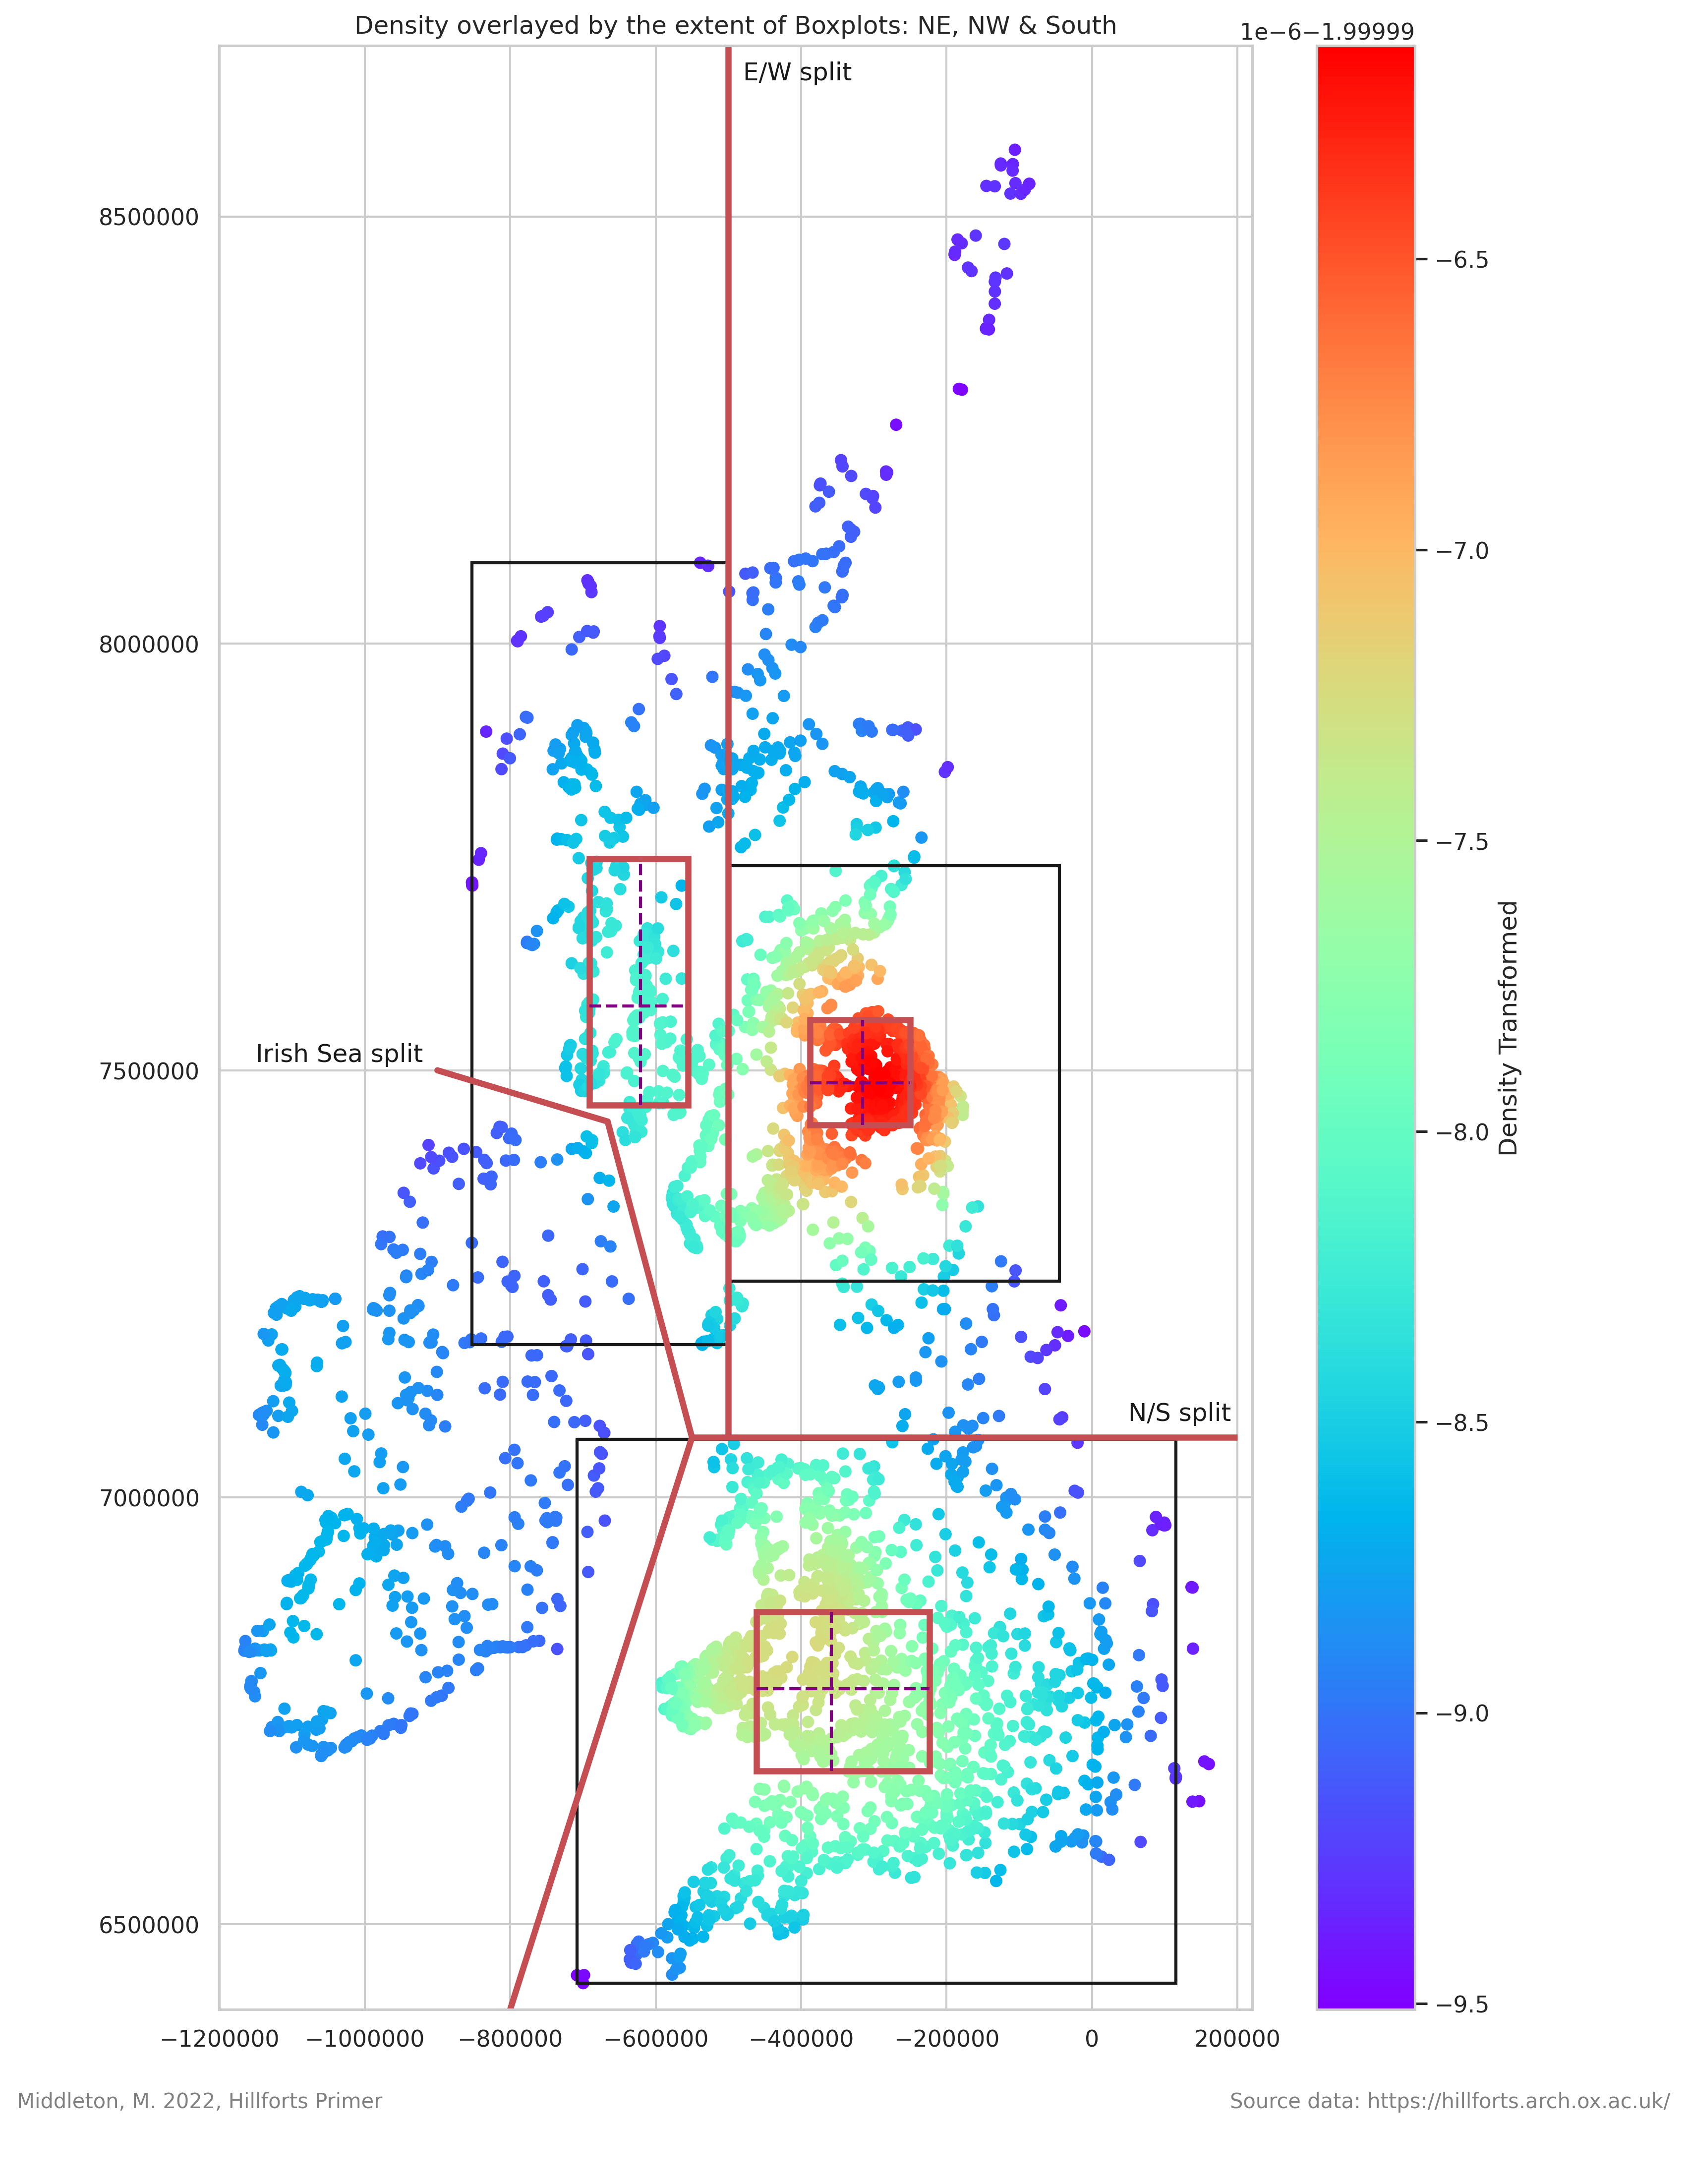 Density overlayed by the extent of Boxplots: NE, NW & South
1e−6−1.99999
E/W split
8500000
8000000
7500000
7000000
6500000
Irish Sea split
N/S split
−1200000
−1000000
−800000
−600000
−400000
−200000
0
200000
−6.5
−7.0
−7.5
−8.0
−8.5
−9.0
−9.5
Density Transformed
Middleton, M. 2022, Hillforts Primer
Source data: https://hillforts.arch.ox.ac.uk/